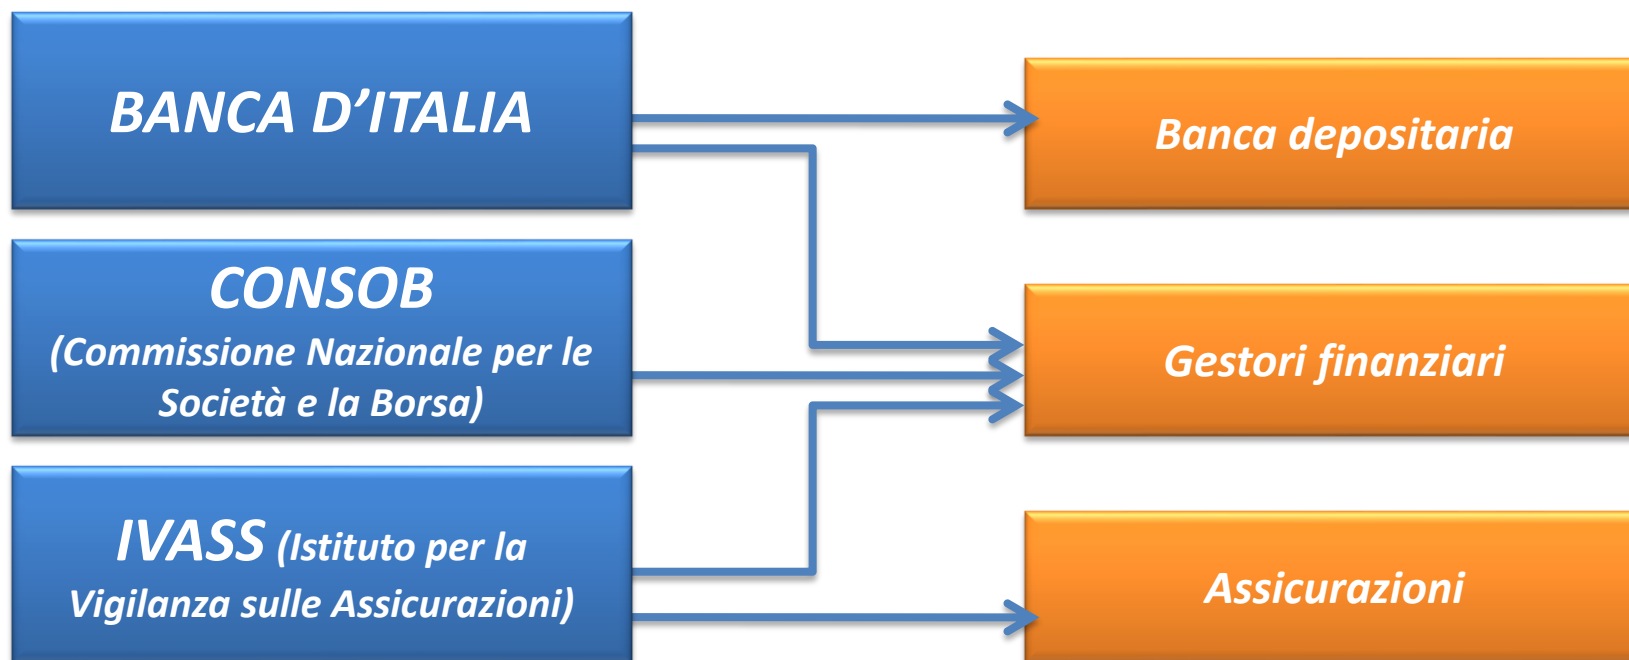 BANCA D’ITALIA
Banca depositaria
CONSOB
(Commissione Nazionale per le
Società e la Borsa)
Gestori finanziari
IVASS (Istituto per la
Vigilanza sulle Assicurazioni)
Assicurazioni